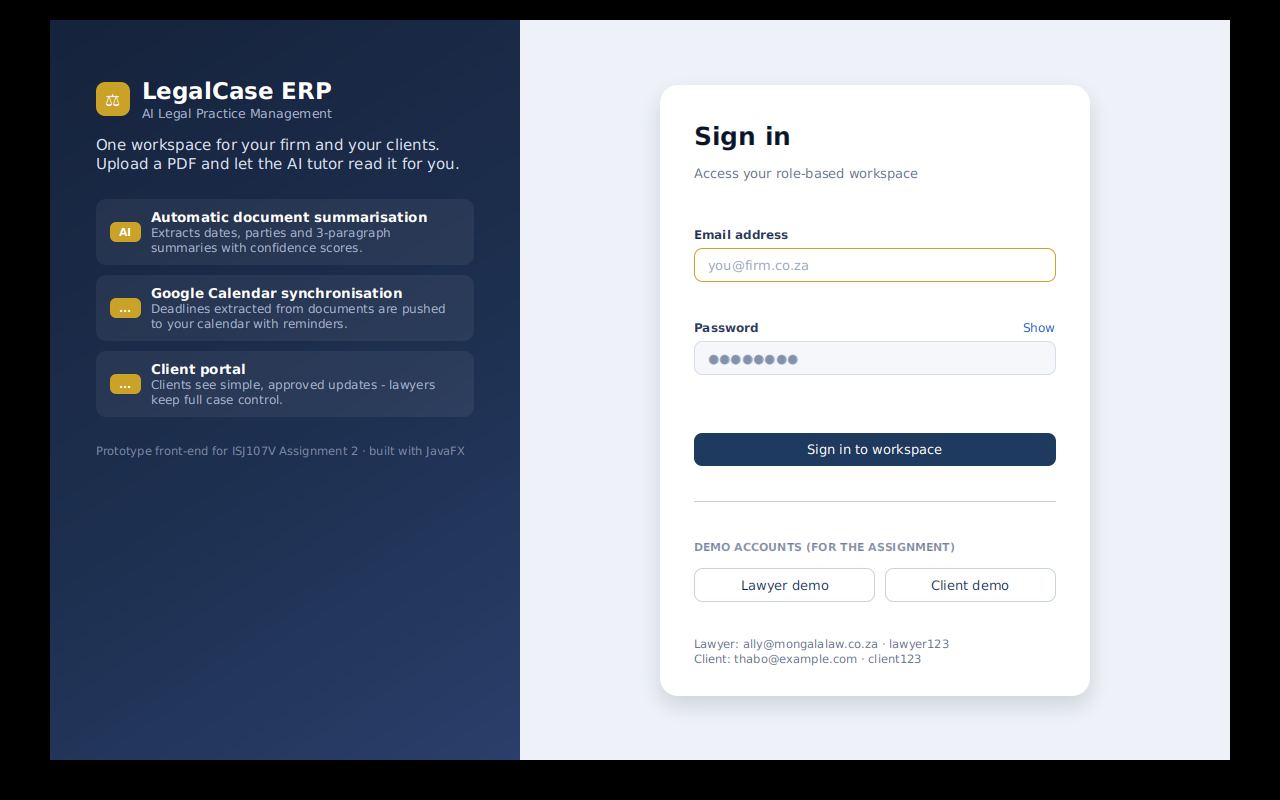 ⚖
LegalCase ERP
AI Legal Practice Management
One workspace for your firm and your clients.
Upload a PDF and let the AI tutor read it for you.
AI
Automatic document summarisation
Extracts dates, parties and 3-paragraph
summaries with confidence scores.
...
Google Calendar synchronisation
Deadlines extracted from documents are pushed
to your calendar with reminders.
...
Client portal
Clients see simple, approved updates - lawyers
keep full case control.
Prototype front-end for ISJ107V Assignment 2 · built with JavaFX
Sign in
Access your role-based workspace
Email address
you@firm.co.za
Password Show
●●●●●●●●
Sign in to workspace
DEMO ACCOUNTS (FOR THE ASSIGNMENT)
Lawyer demo Client demo
Lawyer: ally@mongalalaw.co.za · lawyer123
Client: thabo@example.com · client123